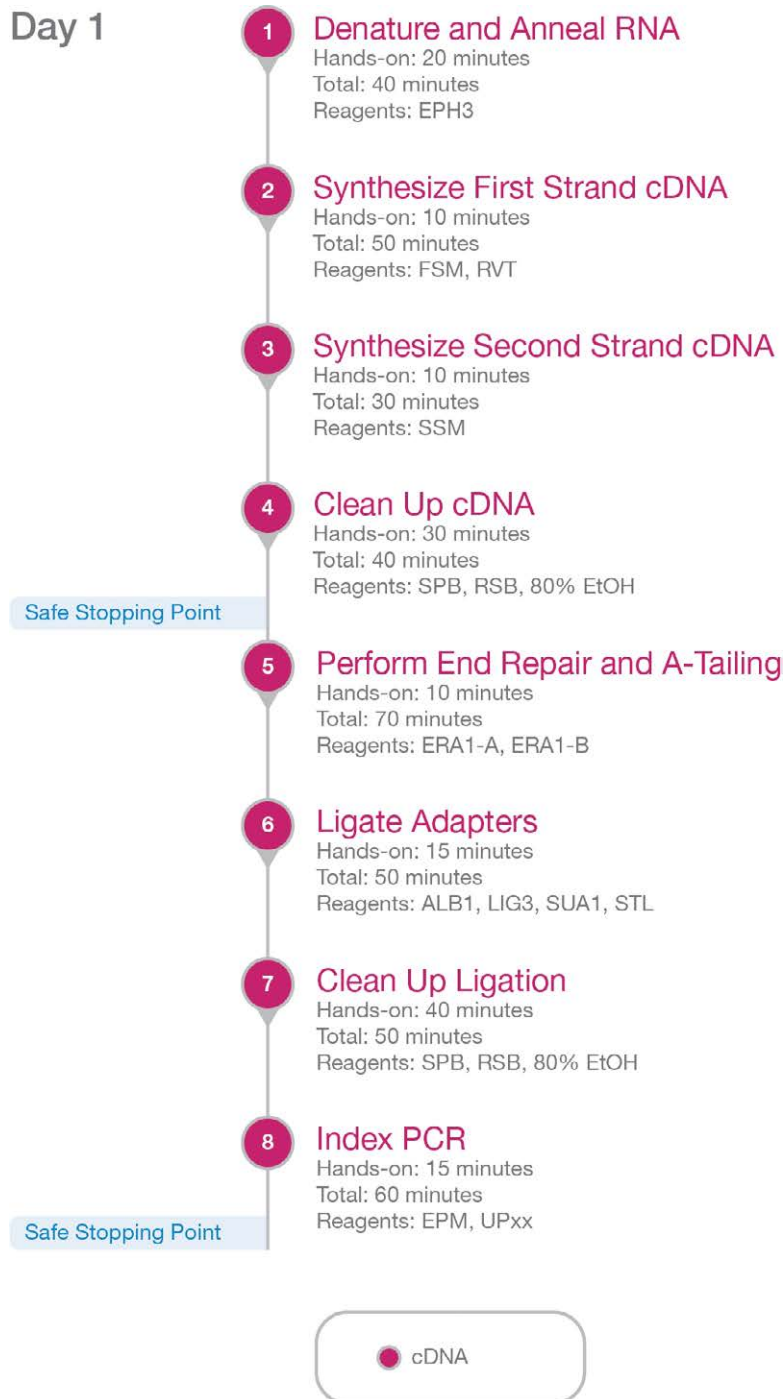 Day 1
1
Denature and Anneal RNA
Hands-on: 20 minutes
Total: 40 minutes
Reagents: EPH3
2
Synthesize First Strand cDNA
Hands-on: 10 minutes
Total: 50 minutes
Reagents: FSM, RVT
3
Synthesize Second Strand cDNA
Hands-on: 10 minutes
Total: 30 minutes
Reagents: SSM
4
Clean Up cDNA
Hands-on: 30 minutes
Total: 40 minutes
Reagents: SPB, RSB, 80% EtOH
Safe Stopping Point
5
Perform End Repair and A-Tailing
Hands-on: 10 minutes
Total: 70 minutes
Reagents: ERA1-A, ERA1-B
6
Ligate Adapters
Hands-on: 15 minutes
Total: 50 minutes
Reagents: ALB1, LIG3, SUA1, STL
7
Clean Up Ligation
Hands-on: 40 minutes
Total: 50 minutes
Reagents: SPB, RSB, 80% EtOH
8
Index PCR
Hands-on: 15 minutes
Total: 60 minutes
Reagents: EPM, UPxx
Safe Stopping Point
cDNA